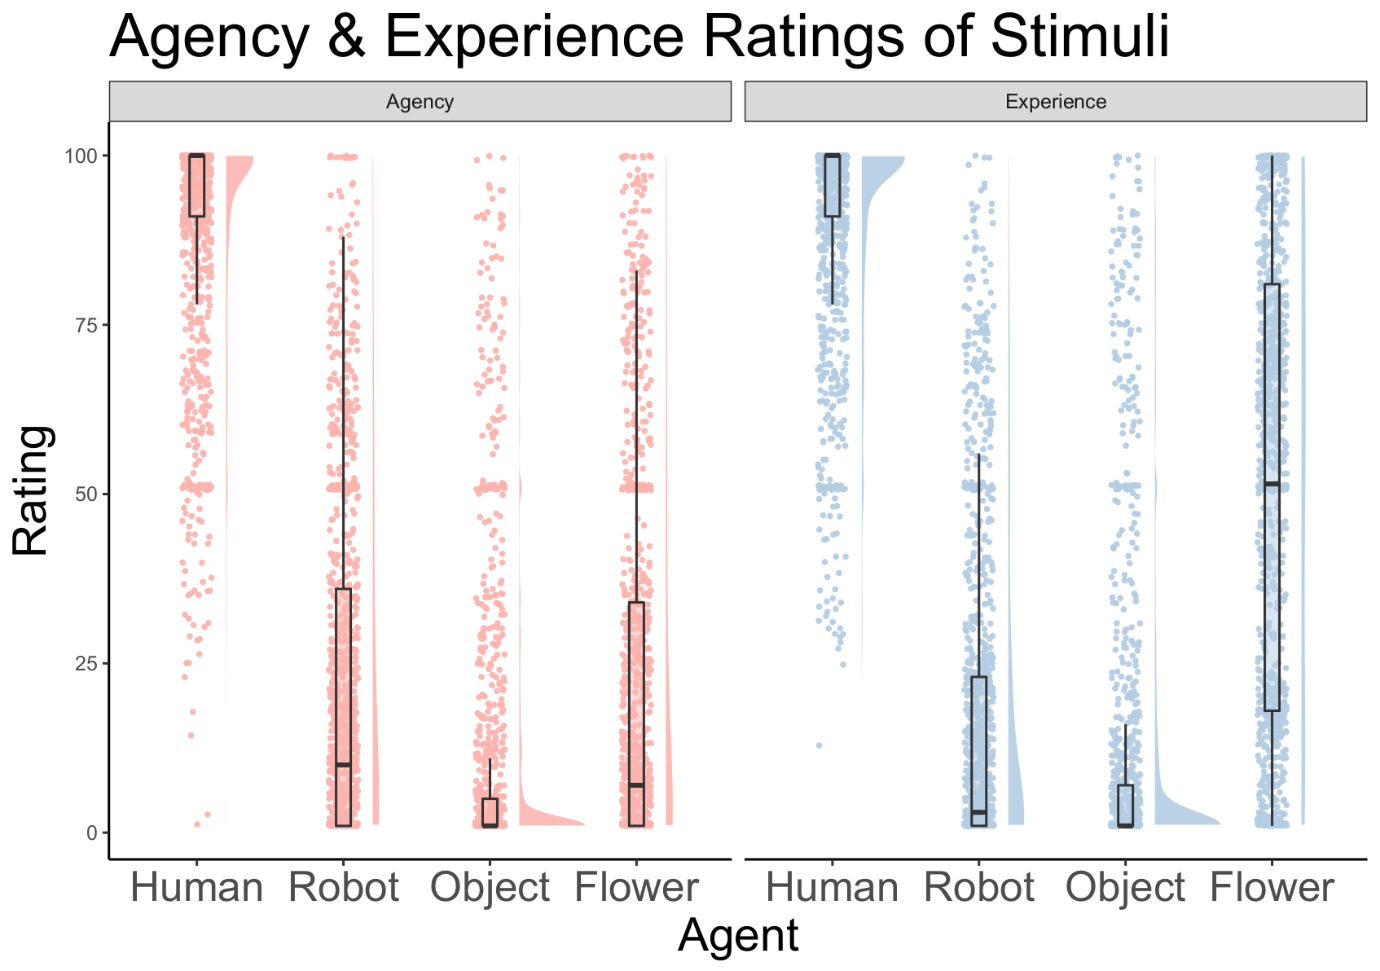 Agency & Experience Ratings of Stimuli
Agency
Experience
100
75
50
25
0
Rating
Human Robot Object Flower
Human Robot Object Flower
Agent